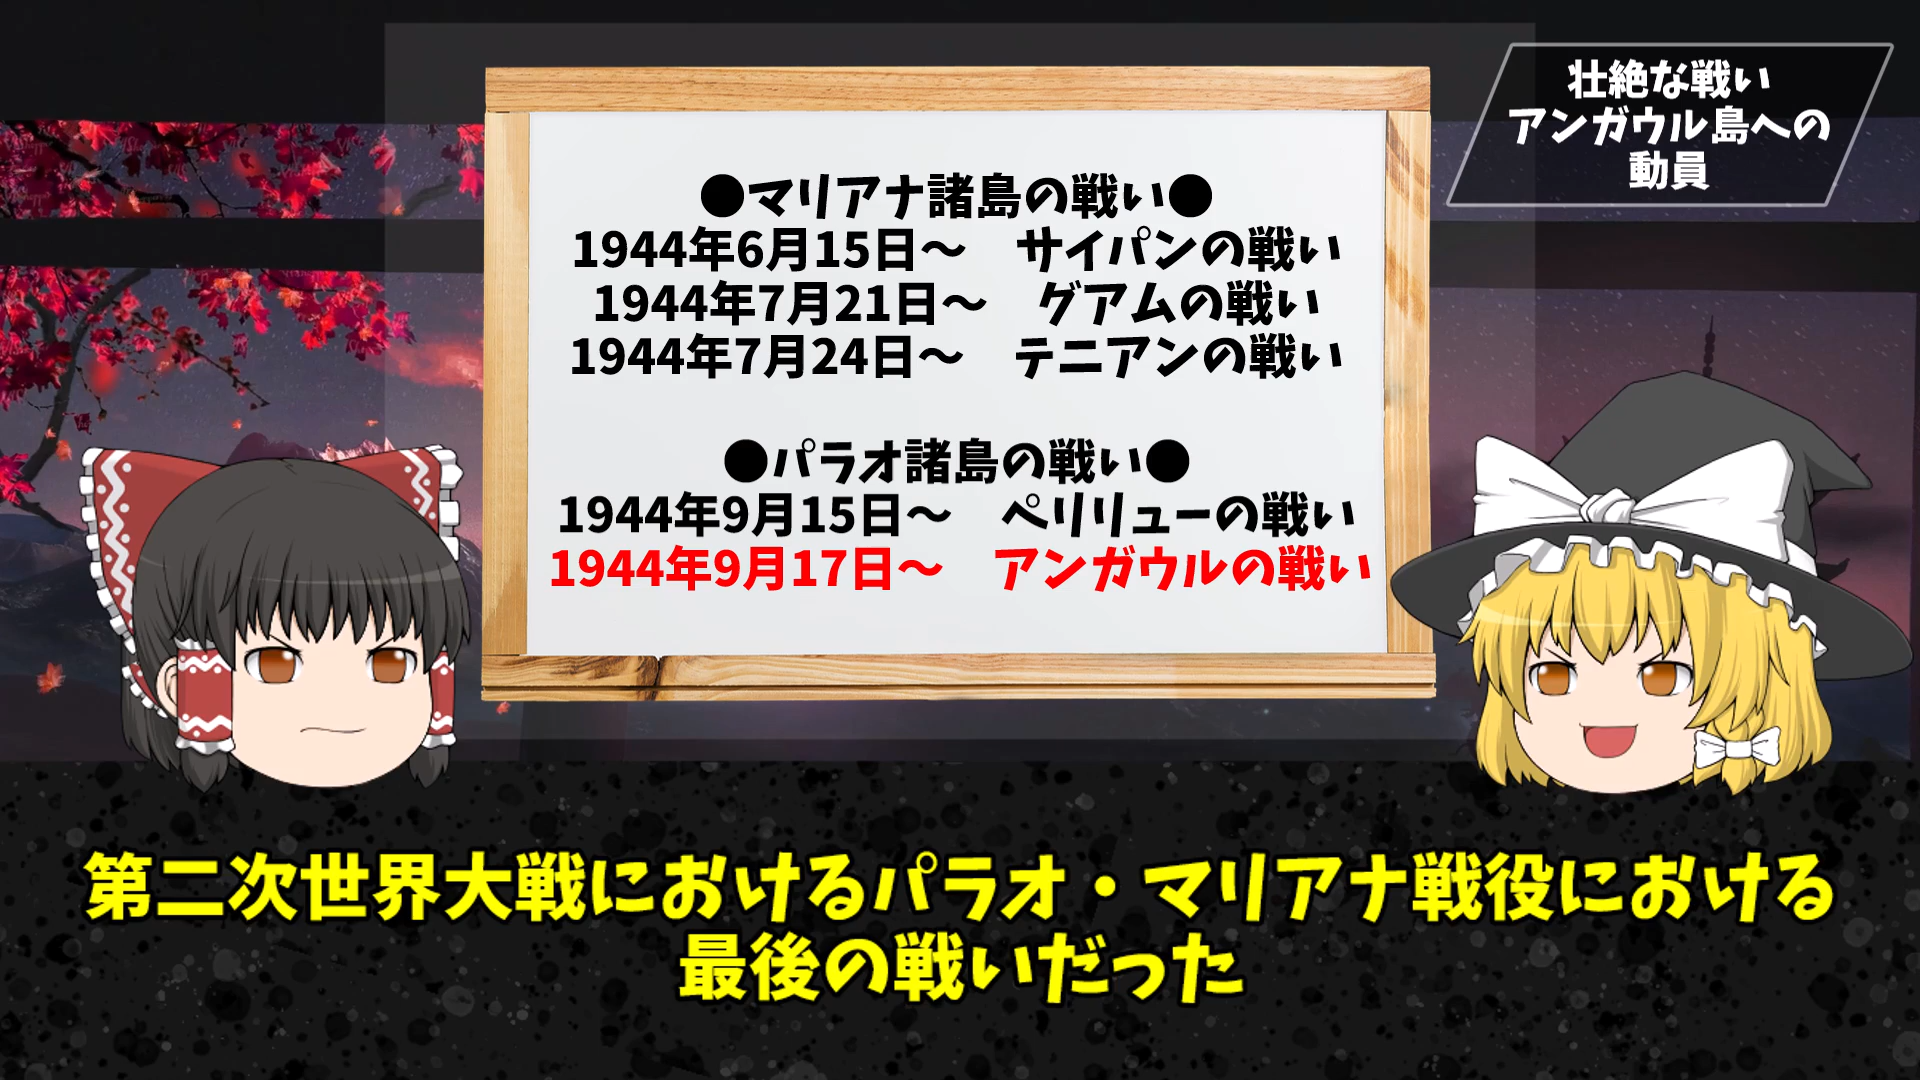 壮絶な戦い
アンガウル島への
動員
●マリアナ諸島の戦い●
1944年6月15日～　サイパンの戦い
1944年7月21日～　グアムの戦い
1944年7月24日～　テニアンの戦い
●パラオ諸島の戦い●
1944年9月15日～　ペリリューの戦い
1944年9月17日～　アンガウルの戦い
第二次世界大戦におけるパラオ・マリアナ戦役における
最後の戦いだった